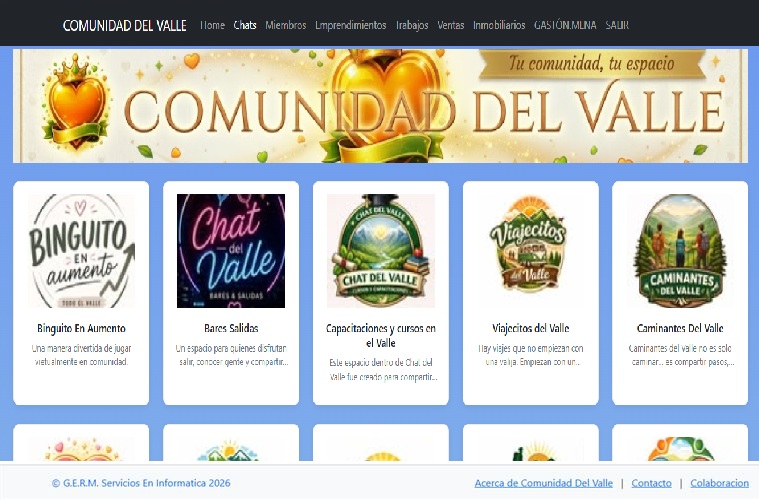 COMUNIDAD DEL VALLE Home Chats Miembros Emprendimientos Trabajos Ventas Inmobiliarios GASTÓN.MENA SALIR
Tu comunidad, tu espacio
COMUNIDAD DEL VALLE
BINGUITO
EN
aumento
TODO EL VALLE
Chat
del
Valle
BARES & SALIDAS
CHAT DEL VALLE
CHAT DEL VALLE
CURSOS Y CAPACITACIONES
Viajecitos
del Valle
CAMINANTES
DEL VALLE
Binguito En Aumento
Una manera divertida de jugar
vietualmente en comunidad.
Bares Salidas
Un espacio para quienes disfrutan
salir, conocer gente y compartir...
Capacitaciones y cursos en
el Valle
Este espacio dentro de Chat del
Valle fue creado para compartir...
Viajecitos del Valle
Hay viejes que no empiezan con
una valija. Empiezan con un...
Caminantes Del Valle
Caminantes del Valle no es solo
caminar... es compartir pasos,...
© G.E.R.M. Servicios En Informatica 2026
Acerca de Comunidad Del Valle | Contacto | Colaboracion